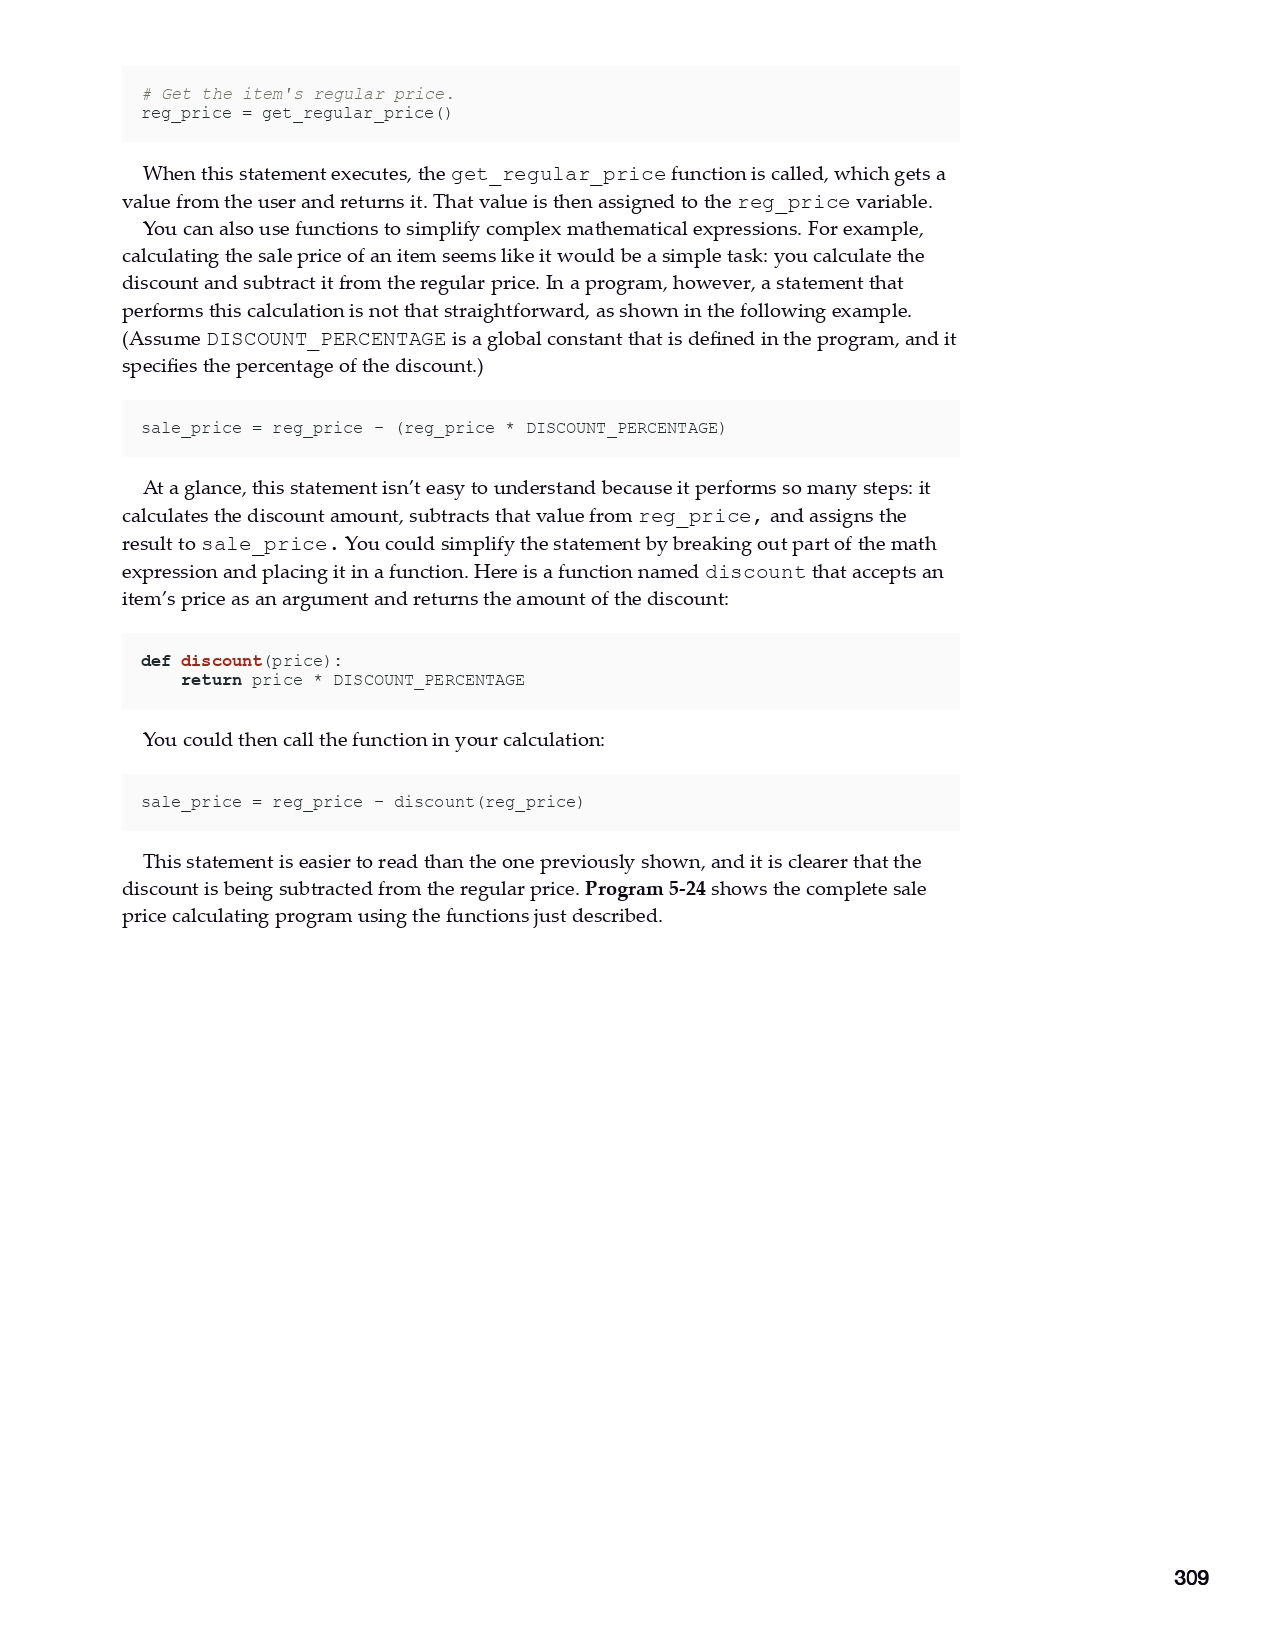 # Get the item's regular price.
reg_price = get_regular_price()
When this statement executes, the get_regular_price function is called, which gets a
value from the user and returns it. That value is then assigned to the reg_price variable.
You can also use functions to simplify complex mathematical expressions. For example,
calculating the sale price of an item seems like it would be a simple task: you calculate the
discount and subtract it from the regular price. In a program, however, a statement that
performs this calculation is not that straightforward, as shown in the following example.
(Assume DISCOUNT_PERCENTAGE is a global constant that is defined in the program, and it
specifies the percentage of the discount.)
sale_price = reg_price − (reg_price * DISCOUNT_PERCENTAGE)
At a glance, this statement isn’t easy to understand because it performs so many steps: it
calculates the discount amount, subtracts that value from reg_price, and assigns the
result to sale_price. You could simplify the statement by breaking out part of the math
expression and placing it in a function. Here is a function named discount that accepts an
item’s price as an argument and returns the amount of the discount:
def discount(price):
    return price * DISCOUNT_PERCENTAGE
You could then call the function in your calculation:
sale_price = reg_price − discount(reg_price)
This statement is easier to read than the one previously shown, and it is clearer that the
discount is being subtracted from the regular price. Program 5-24 shows the complete sale
price calculating program using the functions just described.
309